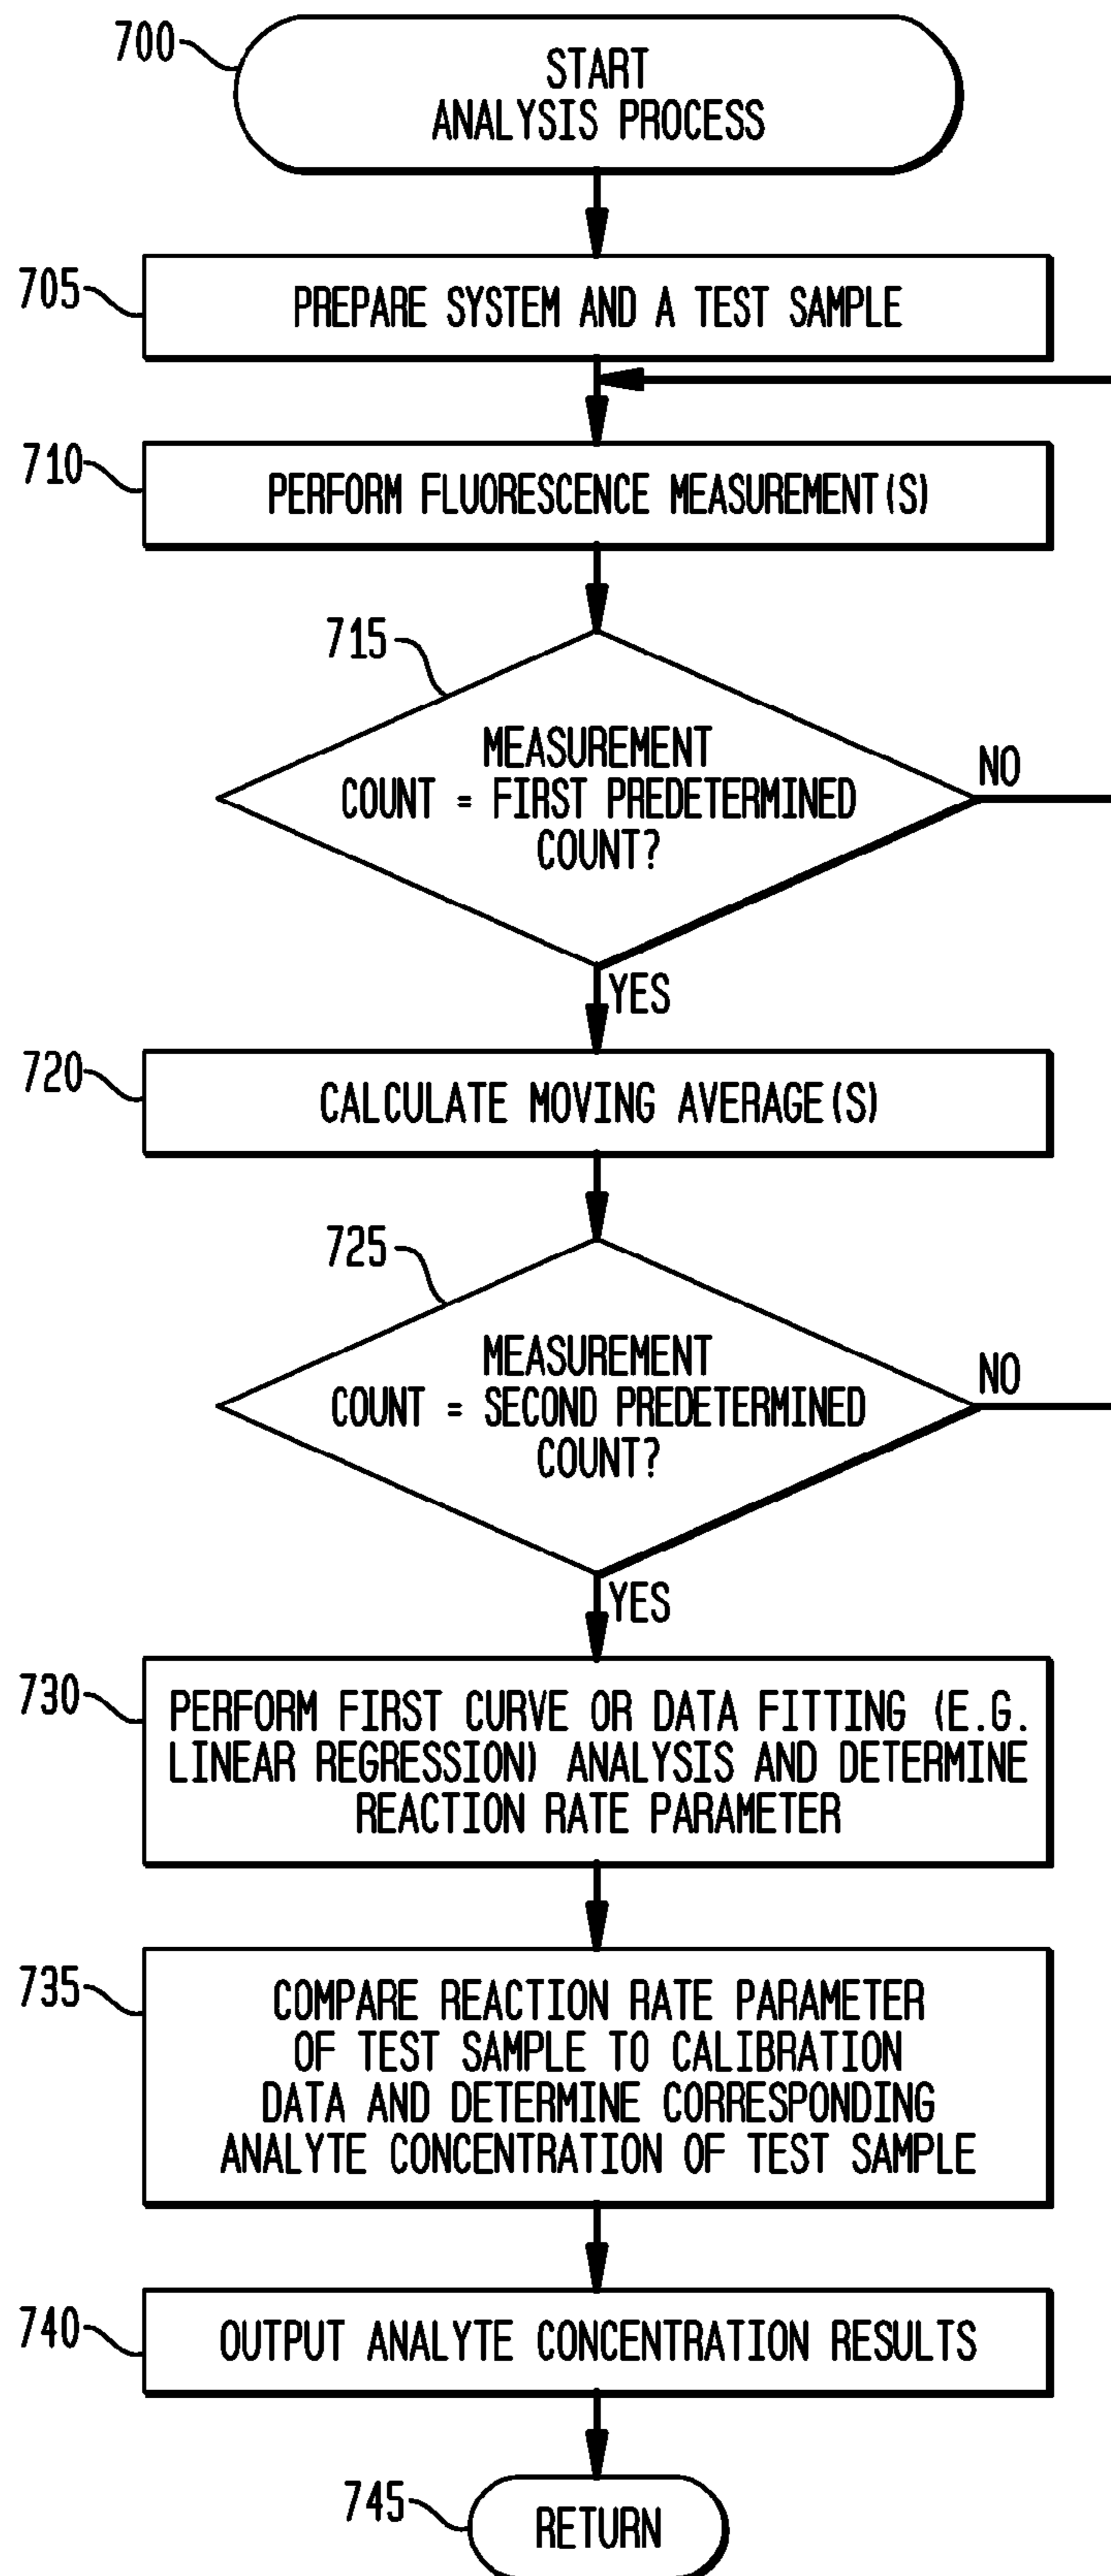 700
START
ANALYSIS PROCESS
705
PREPARE SYSTEM AND A TEST SAMPLE
710
PERFORM FLUORESCENCE MEASUREMENT(S)
715
MEASUREMENT
COUNT = FIRST PREDETERMINED
COUNT?
NO
YES
720
CALCULATE MOVING AVERAGE(S)
725
MEASUREMENT
COUNT = SECOND PREDETERMINED
COUNT?
NO
YES
730
PERFORM FIRST CURVE OR DATA FITTING (E.G.
LINEAR REGRESSION) ANALYSIS AND DETERMINE
REACTION RATE PARAMETER
735
COMPARE REACTION RATE PARAMETER
OF TEST SAMPLE TO CALIBRATION
DATA AND DETERMINE CORRESPONDING
ANALYTE CONCENTRATION OF TEST SAMPLE
740
OUTPUT ANALYTE CONCENTRATION RESULTS
745
RETURN